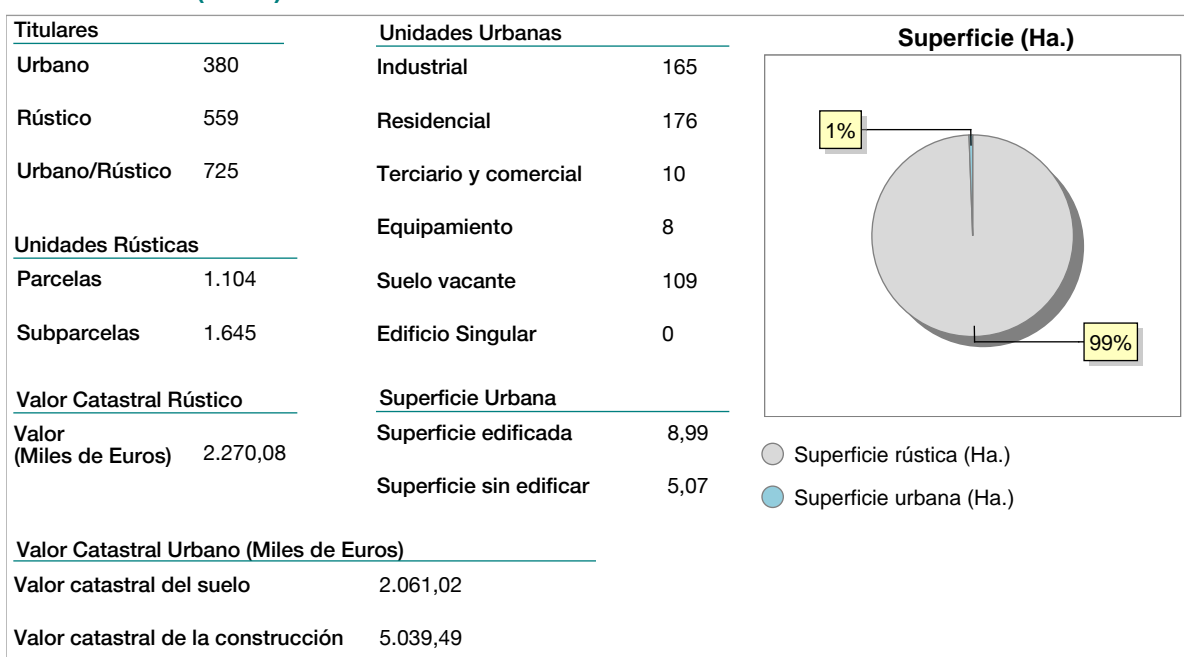 Titulares
Urbano 380
Rústico 559
Urbano/Rústico 725
Unidades Rústicas
Parcelas 1.104
Subparcelas 1.645
Valor Catastral Rústico
Valor
(Miles de Euros) 2.270,08
Unidades Urbanas
Industrial 165
Residencial 176
Terciario y comercial 10
Equipamiento 8
Suelo vacante 109
Edificio Singular 0
Superficie Urbana
Superficie edificada 8,99
Superficie sin edificar 5,07
Valor Catastral Urbano (Miles de Euros)
Valor catastral del suelo 2.061,02
Valor catastral de la construcción 5.039,49
Superficie (Ha.)
1%
99%
Superficie rústica (Ha.)
Superficie urbana (Ha.)